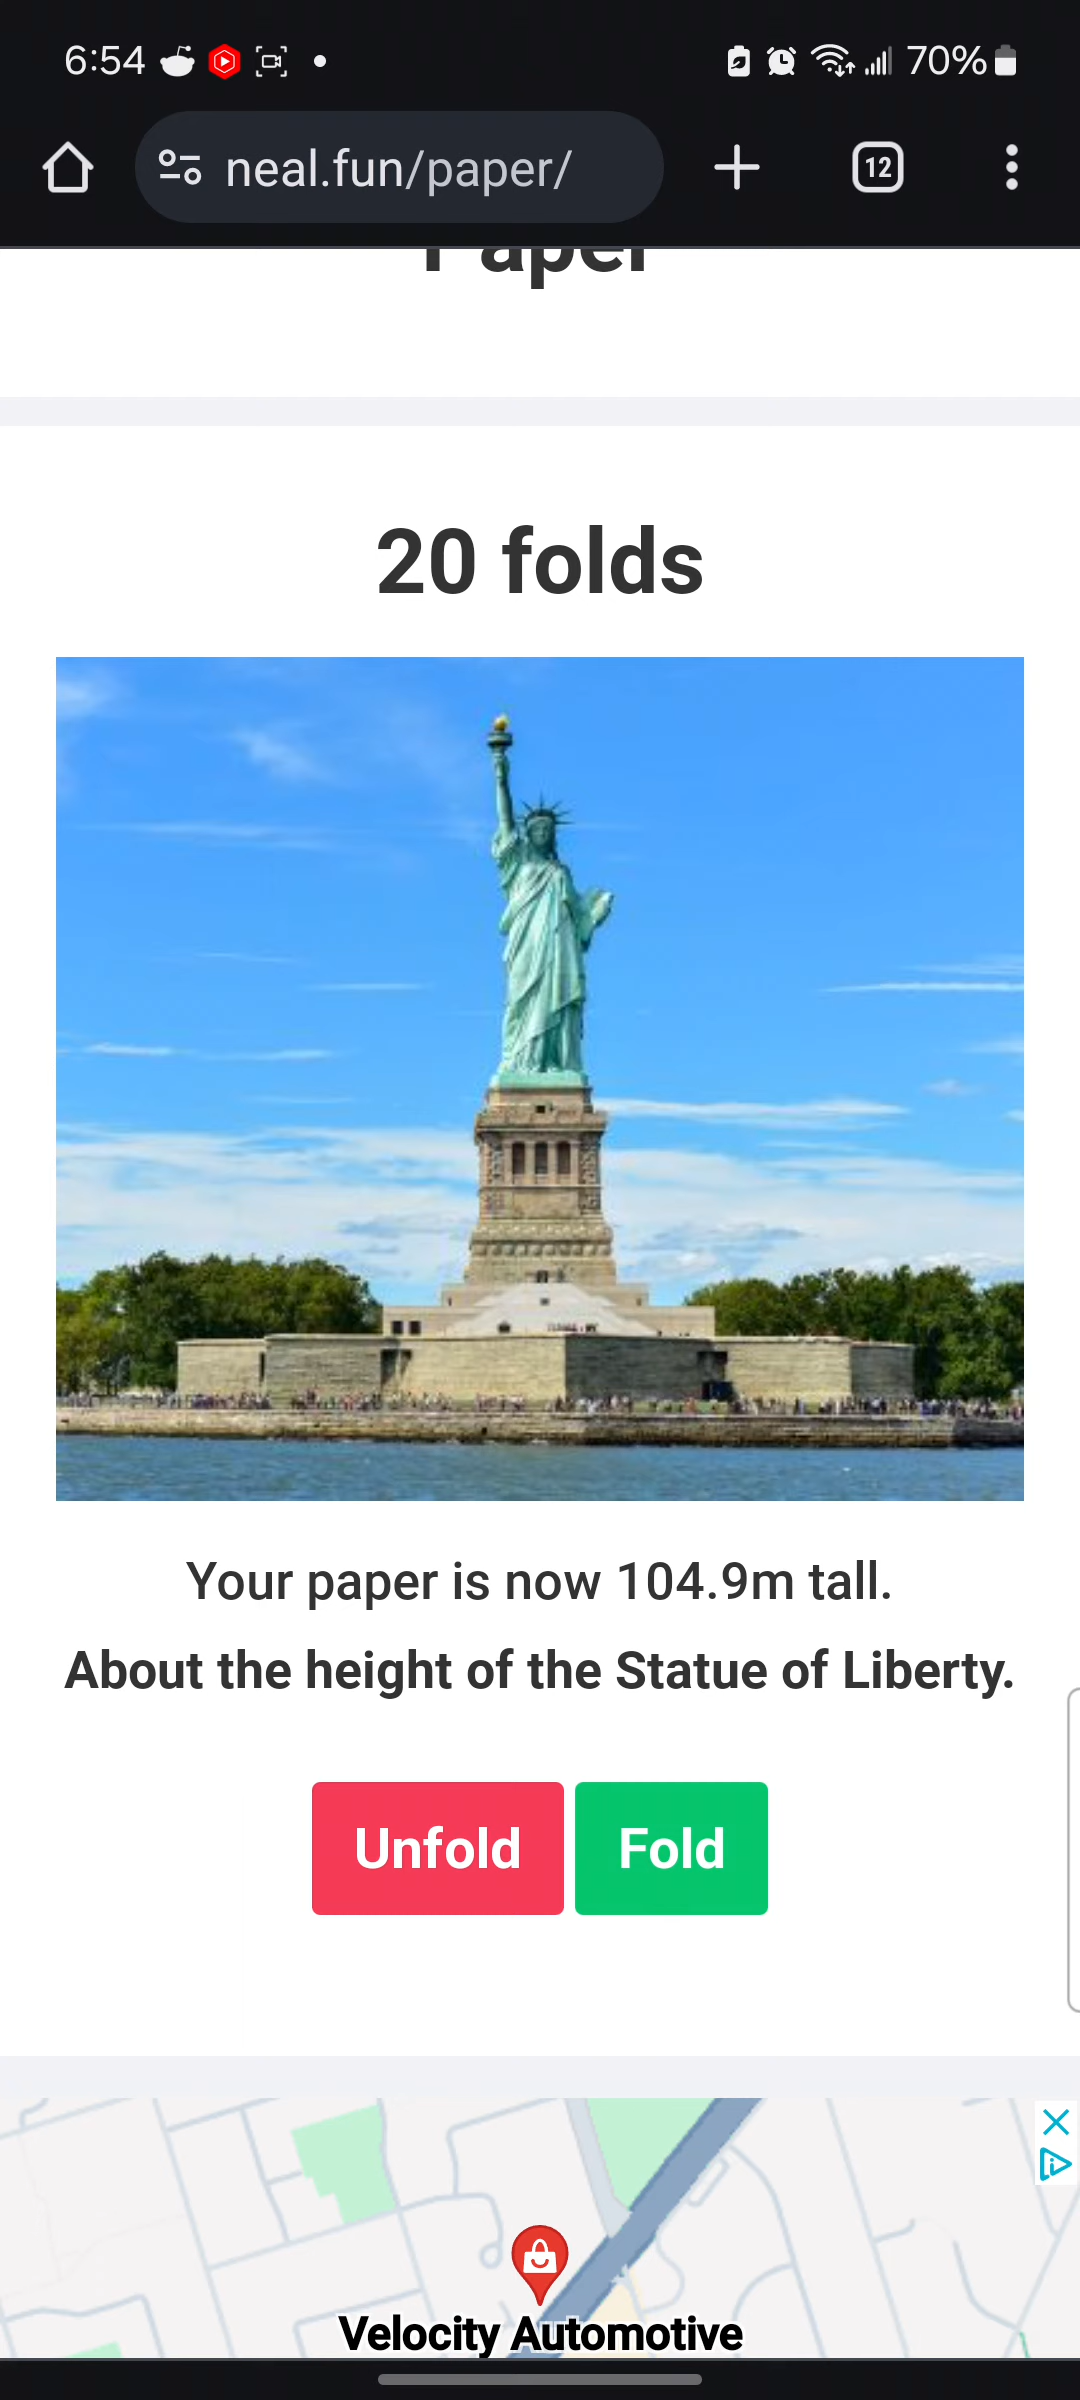 6:54 70%
neal.fun/paper/ 12
Paper
20 folds
Your paper is now 104.9m tall.
About the height of the Statue of Liberty.
Unfold Fold
Velocity Automotive